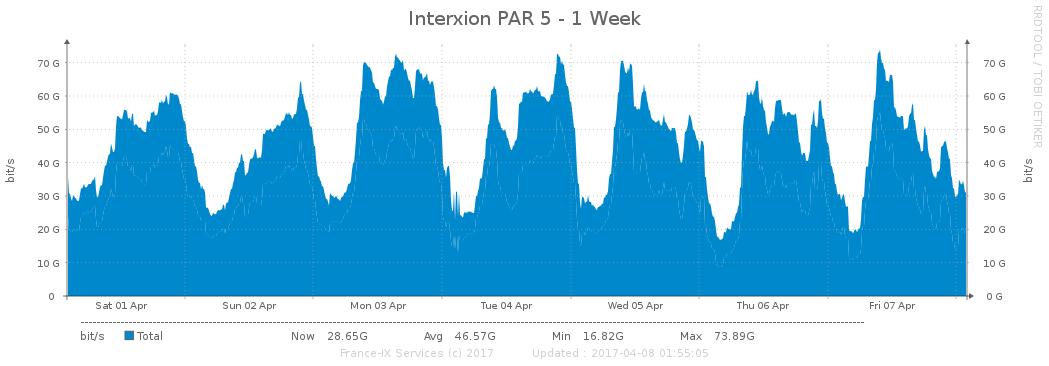 Interxion PAR 5 - 1 Week
RRDTOOL / TOBI OETIKER
bit/s
bit/s
70 G 70 G
60 G 60 G
50 G 50 G
40 G 40 G
30 G 30 G
20 G 20 G
10 G 10 G
0 0 G
Sat 01 Apr Sun 02 Apr Mon 03 Apr Tue 04 Apr Wed 05 Apr Thu 06 Apr Fri 07 Apr
bit/s Total Now 28.65G Avg 46.57G Min 16.82G Max 73.89G
France-IX Services (c) 2017 Updated : 2017-04-08 01:55:05